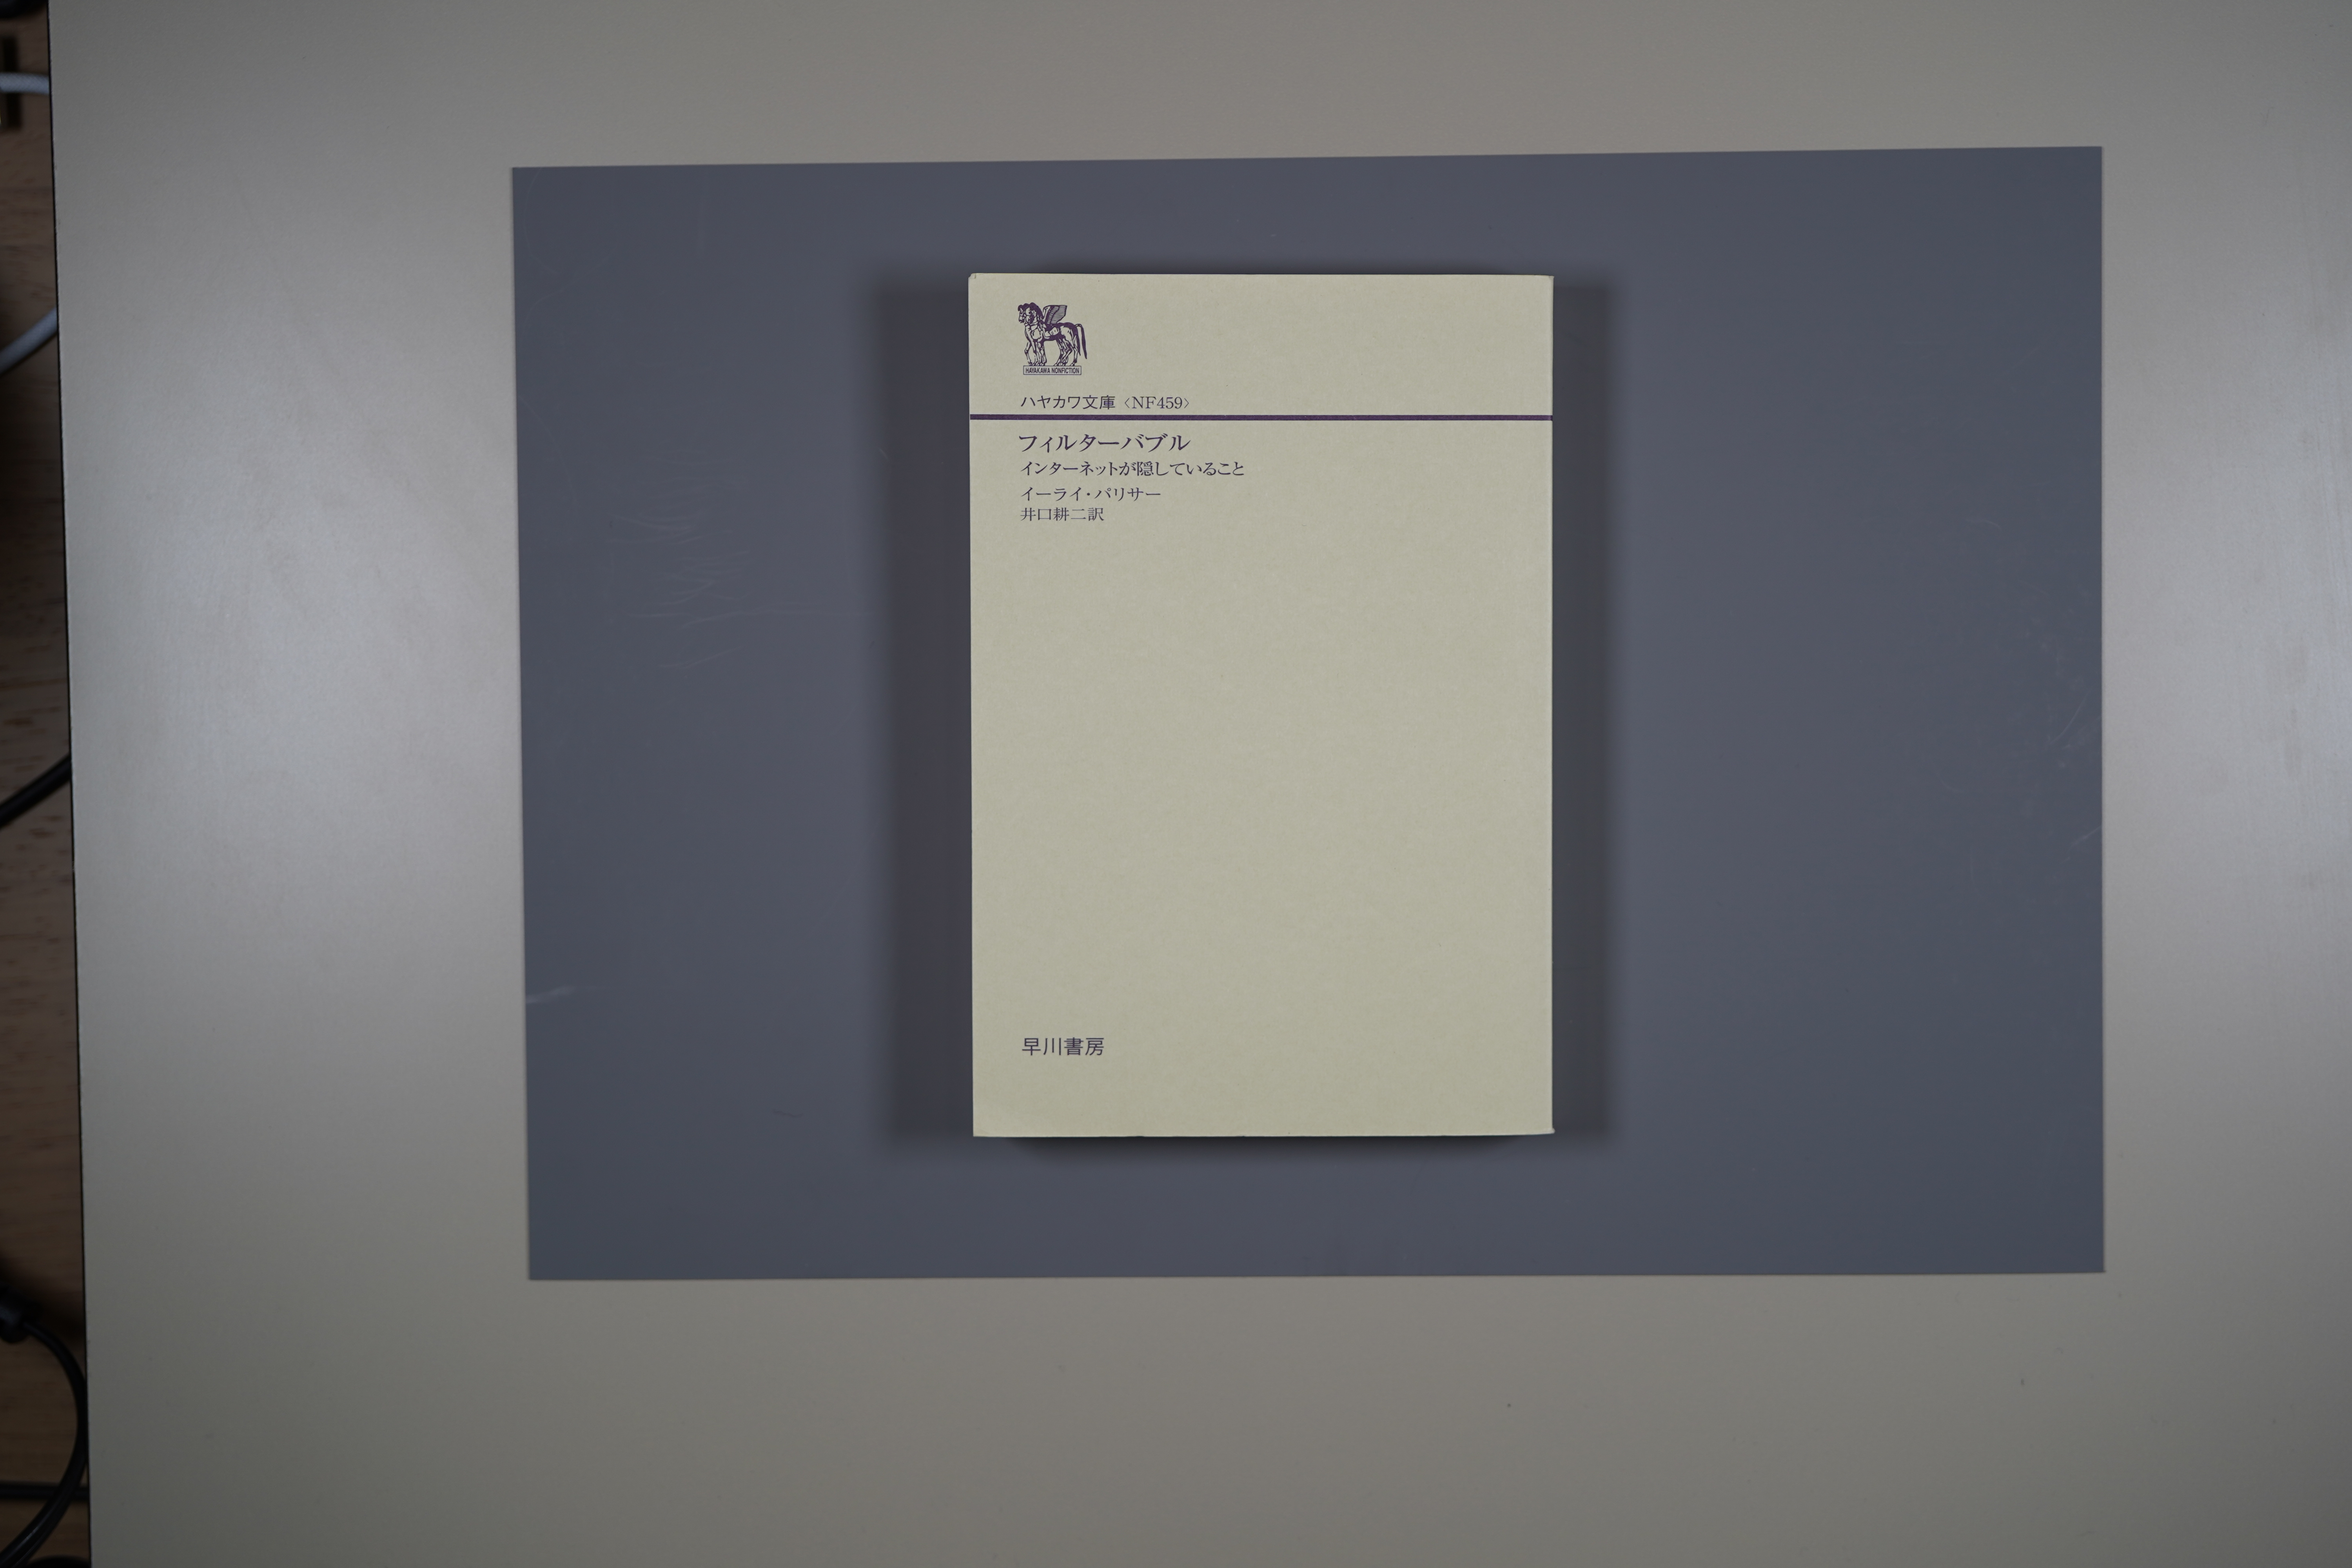 HAYAKAWA NONFICTION
ハヤカワ文庫〈NF459〉
フィルターバブル
インターネットが隠していること
イーライ・パリサー
井口耕二訳
早川書房